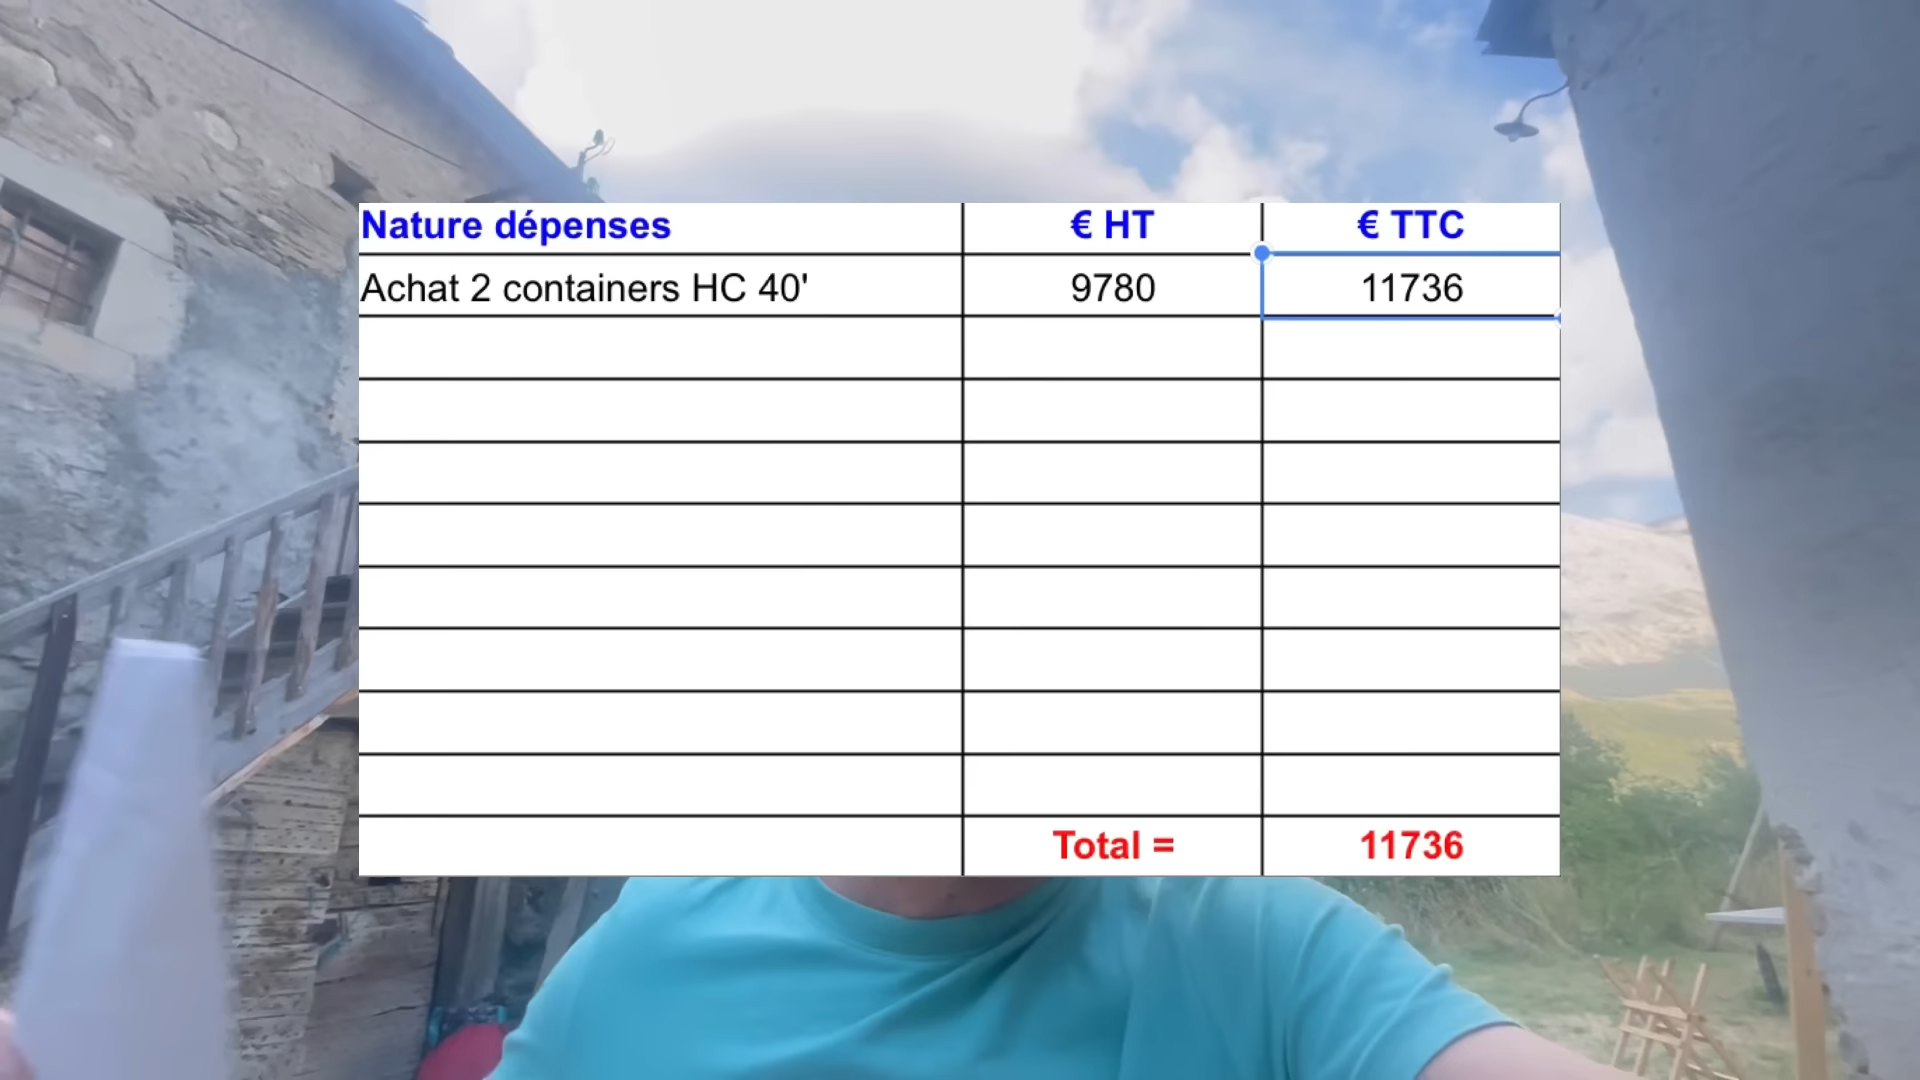 Nature dépenses € HT € TTC
Achat 2 containers HC 40' 9780 11736
Total = 11736